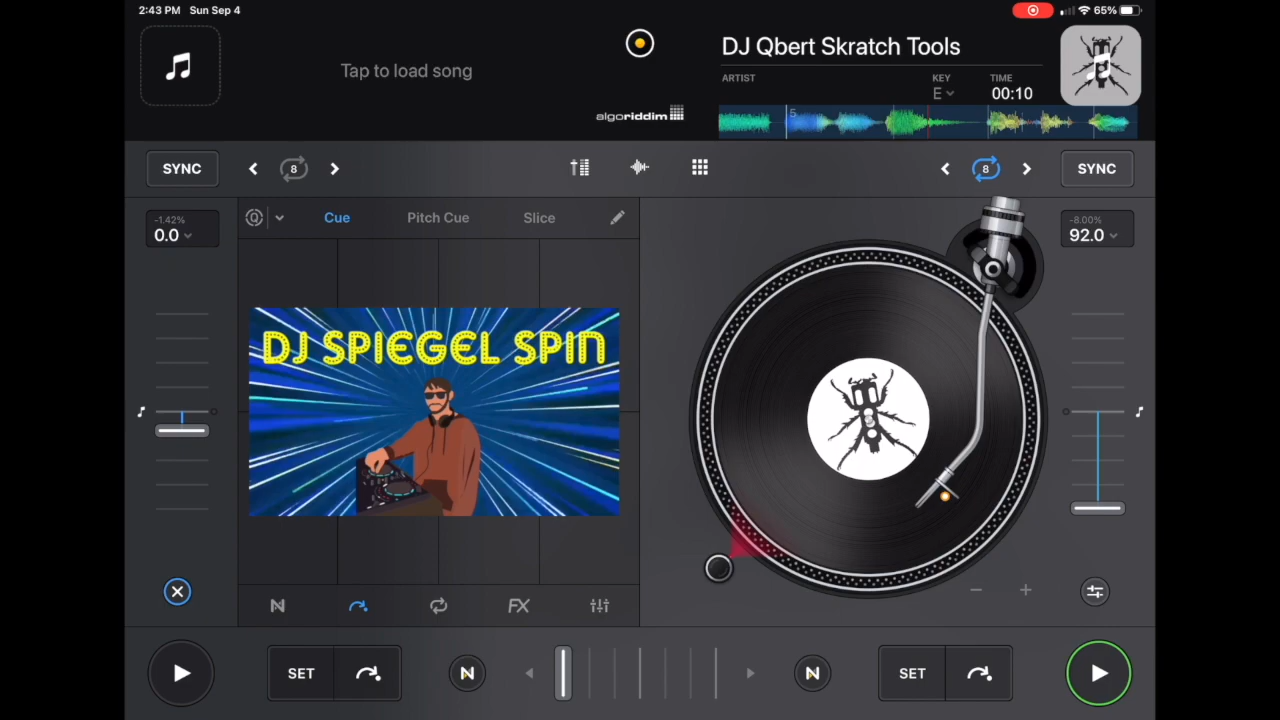 2:43 PM Sun Sep 4
65%
Tap to load song
algoriddim
DJ Qbert Skratch Tools
ARTIST
KEY
TIME
E
00:10
5
SYNC
8
8
SYNC
-1.42%
0.0
Cue
Pitch Cue
Slice
-8.00%
92.0
DJ SPIEGEL SPIN
FX
SET
N
N
SET